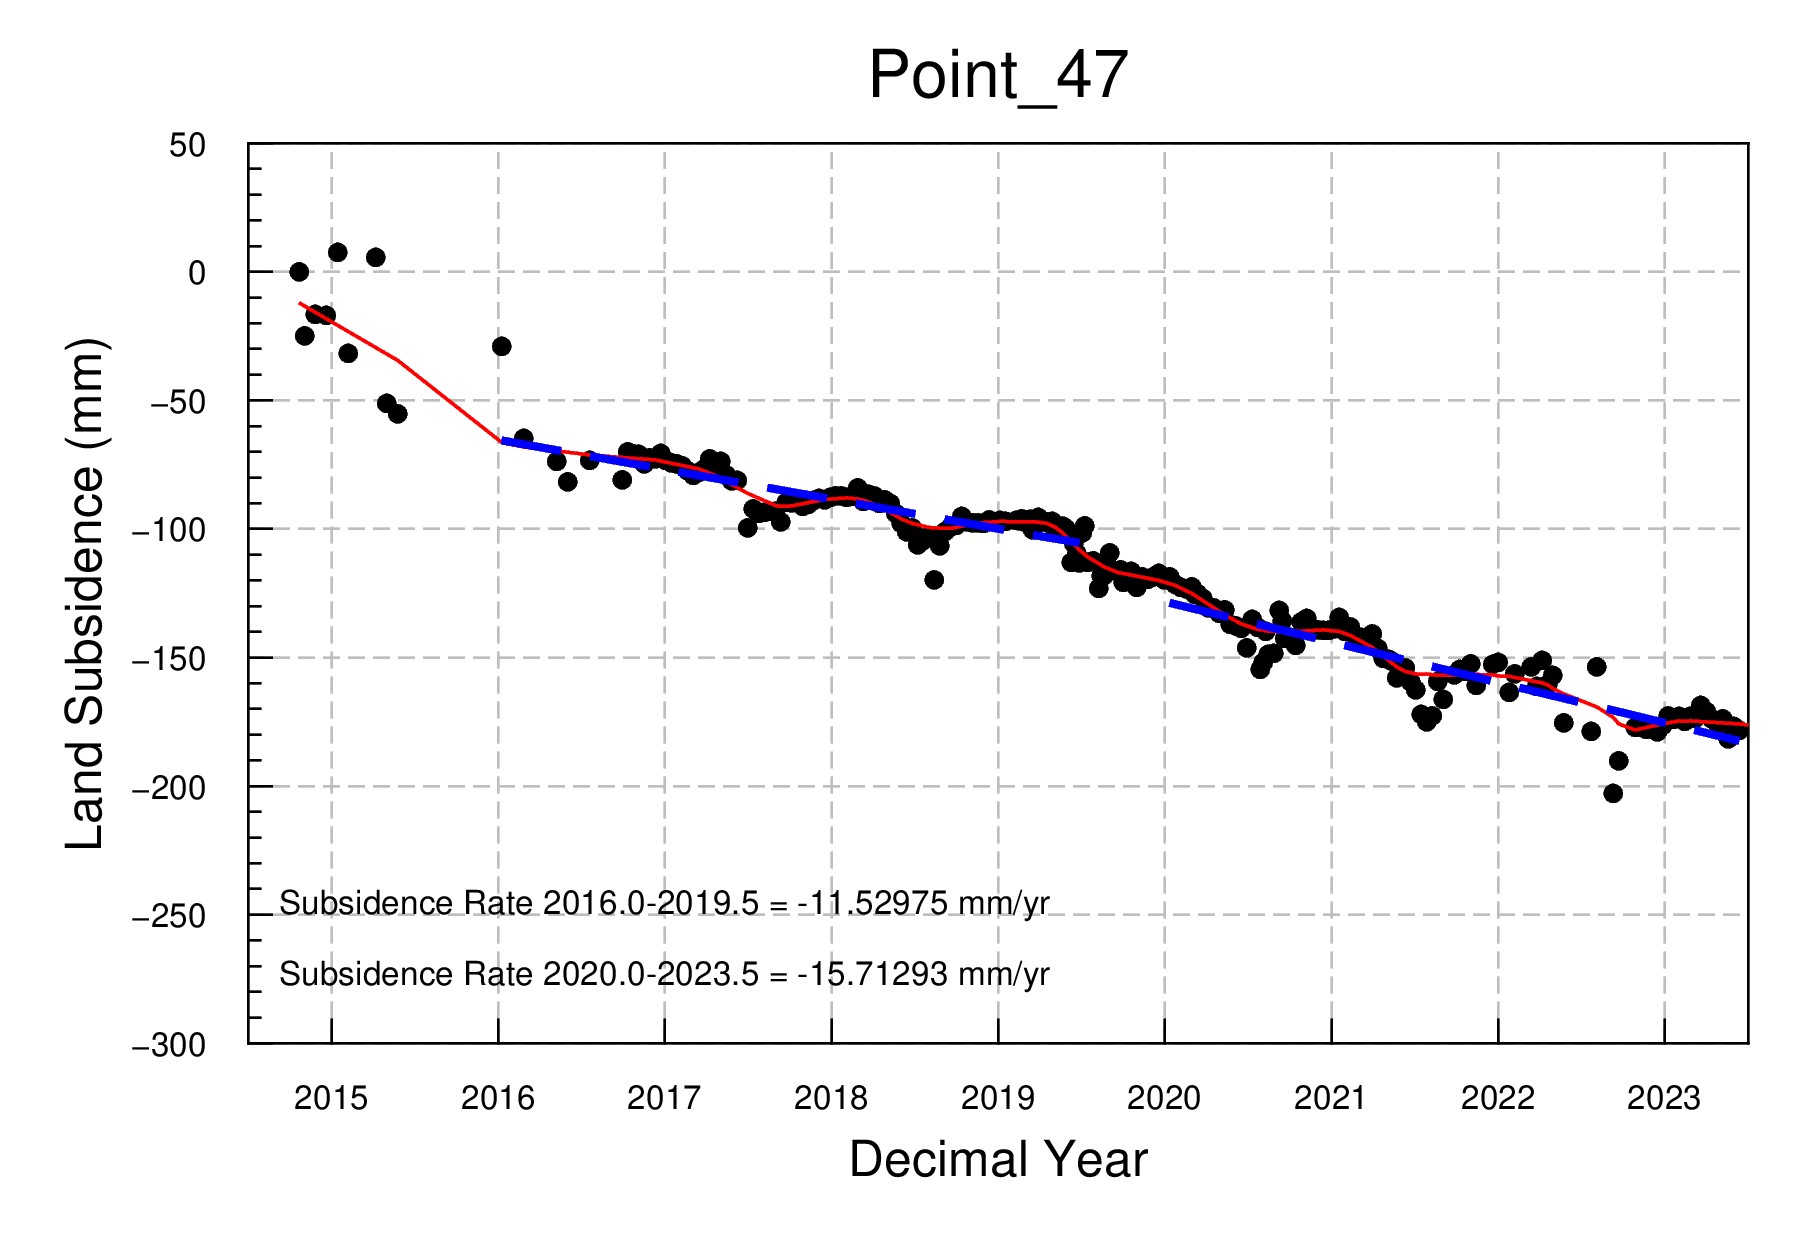 Point_47
50
0
−50
−100
−150
−200
−250
−300
Land Subsidence (mm)
Subsidence Rate 2016.0-2019.5 = -11.52975 mm/yr
Subsidence Rate 2020.0-2023.5 = -15.71293 mm/yr
2015 2016 2017 2018 2019 2020 2021 2022 2023
Decimal Year